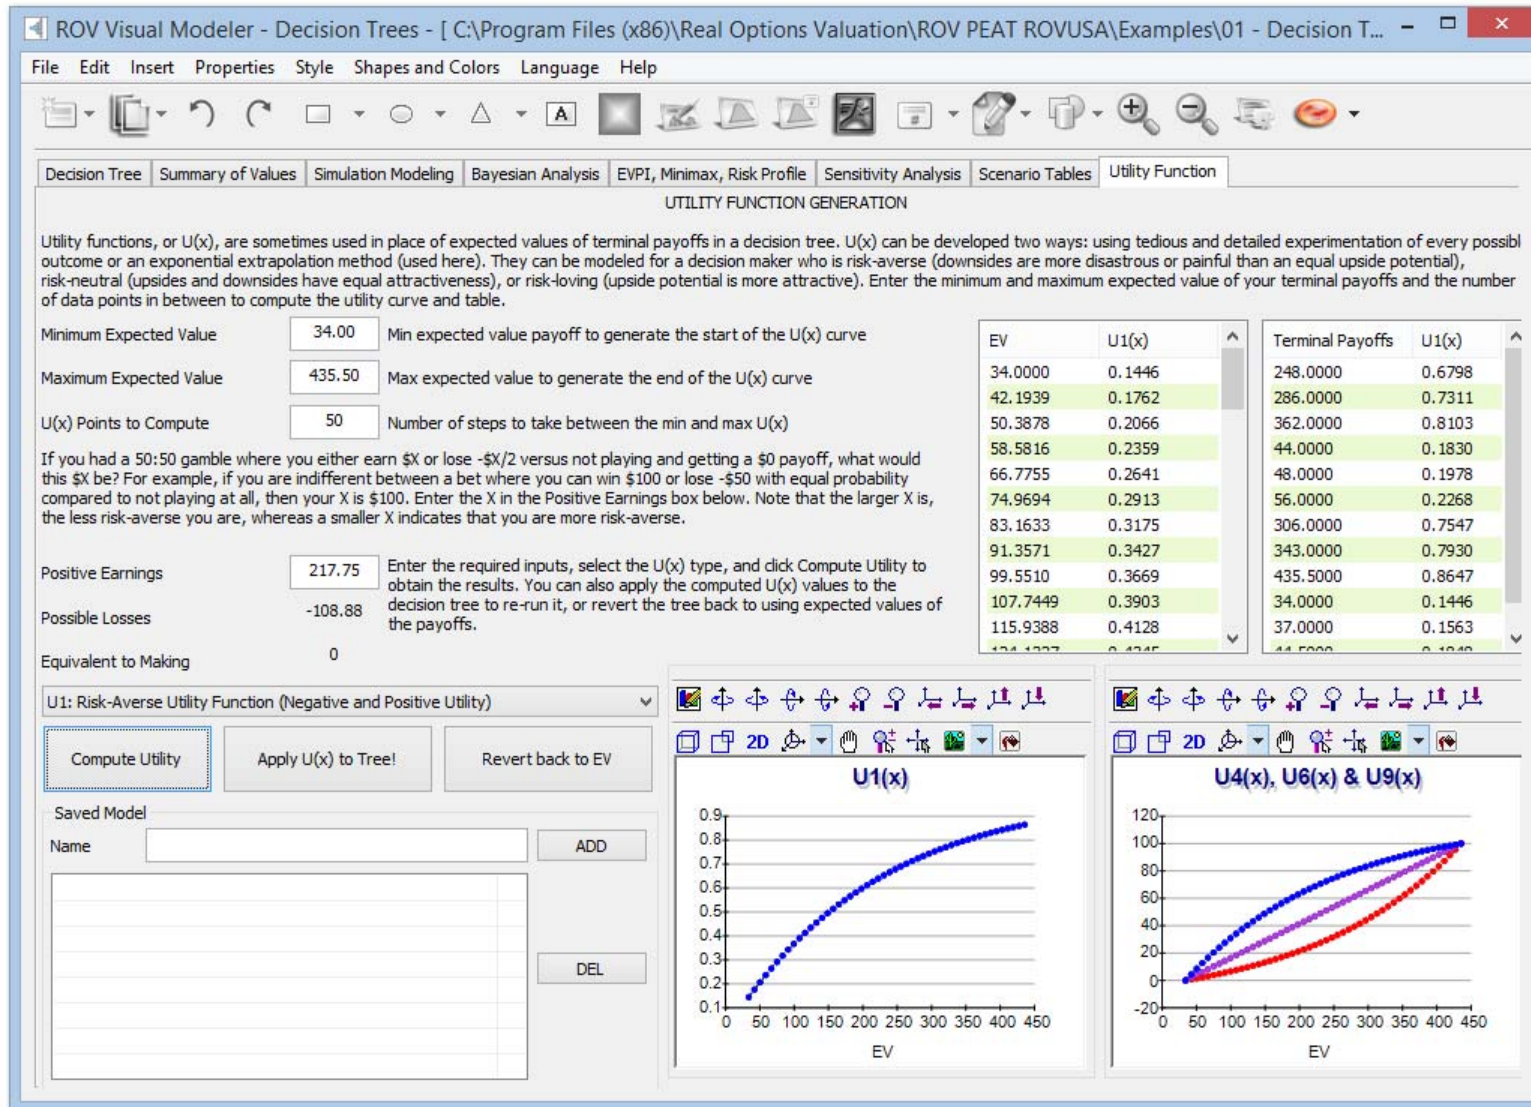 ROV Visual Modeler - Decision Trees - [ C:\Program Files (x86)\Real Options Valuation\ROV PEAT ROVUSA\Examples\01 - Decision T...
File Edit Insert Properties Style Shapes and Colors Language Help
A
#
Decision Tree Summary of Values Simulation Modeling Bayesian Analysis EVPI, Minimax, Risk Profile Sensitivity Analysis Scenario Tables Utility Function
UTILITY FUNCTION GENERATION
Utility functions, or U(x), are sometimes used in place of expected values of terminal payoffs in a decision tree. U(x) can be developed two ways: using tedious and detailed experimentation of every possibl
outcome or an exponential extrapolation method (used here). They can be modeled for a decision maker who is risk-averse (downsides are more disastrous or painful than an equal upside potential),
risk-neutral (upsides and downsides have equal attractiveness), or risk-loving (upside potential is more attractive). Enter the minimum and maximum expected value of your terminal payoffs and the number
of data points in between to compute the utility curve and table.
Minimum Expected Value 34.00 Min expected value payoff to generate the start of the U(x) curve
Maximum Expected Value 435.50 Max expected value to generate the end of the U(x) curve
U(x) Points to Compute 50 Number of steps to take between the min and max U(x)
If you had a 50:50 gamble where you either earn $X or lose -$X/2 versus not playing and getting a $0 payoff, what would
this $X be? For example, if you are indifferent between a bet where you can win $100 or lose -$50 with equal probability
compared to not playing at all, then your X is $100. Enter the X in the Positive Earnings box below. Note that the larger X is,
the less risk-averse you are, whereas a smaller X indicates that you are more risk-averse.
Positive Earnings 217.75
Possible Losses -108.88
Equivalent to Making 0
Enter the required inputs, select the U(x) type, and click Compute Utility to
obtain the results. You can also apply the computed U(x) values to the
decision tree to re-run it, or revert the tree back to using expected values of
the payoffs.
EV U1(x)
34.0000 0.1446
42.1939 0.1762
50.3878 0.2066
58.5816 0.2359
66.7755 0.2641
74.9694 0.2913
83.1633 0.3175
91.3571 0.3427
99.5510 0.3669
107.7449 0.3903
115.9388 0.4128
Terminal Payoffs U1(x)
248.0000 0.6798
286.0000 0.7311
362.0000 0.8103
44.0000 0.1830
48.0000 0.1978
56.0000 0.2268
306.0000 0.7547
343.0000 0.7930
435.5000 0.8647
34.0000 0.1446
37.0000 0.1563
U1: Risk-Averse Utility Function (Negative and Positive Utility)
Compute Utility Apply U(x) to Tree! Revert back to EV
Saved Model
Name ADD
DEL
2D
U1(x)
0.9
0.8
0.7
0.6
0.5
0.4
0.3
0.2
0.1
0 50 100 150 200 250 300 350 400 450
EV
2D
U4(x), U6(x) & U9(x)
120
100
80
60
40
20
0
-20
0 50 100 150 200 250 300 350 400 450
EV